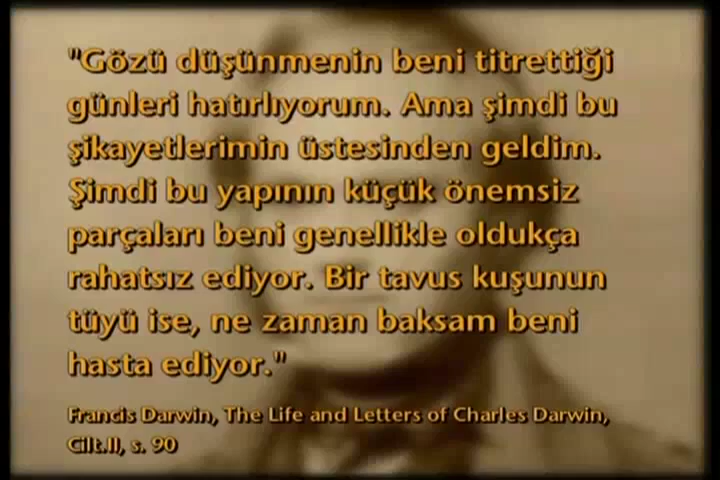 "Gözü düşünmenin beni titrettiği
günleri hatırlıyorum. Ama şimdi bu
şikayetlerimin üstesinden geldim.
Şimdi bu yapının küçük önemsiz
parçaları beni genellikle oldukça
rahatsız ediyor. Bir tavus kuşunun
tüyü ise, ne zaman baksam beni
hasta ediyor."
Francis Darwin, The Life and Letters of Charles Darwin,
Cilt.II, s. 90